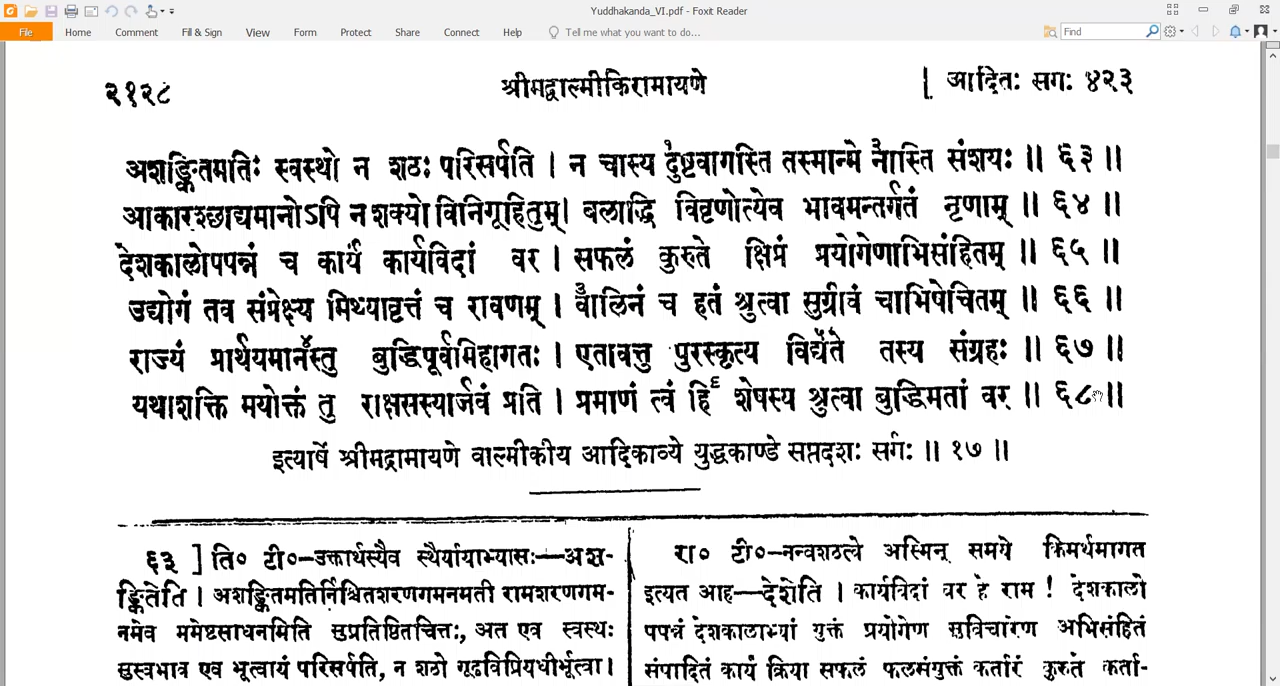 Yuddhakanda_VI.pdf - Foxit Reader
File Home Comment Fill & Sign View Form Protect Share Connect Help Tell me what you want to do... Find
२१२८ श्रीमद्वाल्मीकिरामायणे | आदितः सर्गः ४२३
अशङ्कितमतिः स्वस्थो न शठः परिसर्पति । न चास्य दुष्टवागस्ति तस्मान्मे नास्ति संशयः ॥ ६३ ॥
आकारश्छाद्यमानोऽपि न शक्यो विनिगूहितुम्। बलाद्धि विवृणोत्येव भावमन्तर्गतं नृणाम् ॥ ६४ ॥
देशकालोपपन्नं च कार्यं कार्यविदां वर । सफलं कुरुते क्षिप्रं प्रयोगेणाभिसंहितम् ॥ ६५ ॥
उद्योगं तव संप्रेक्ष्य मिथ्यावृत्तं च रावणम् । वालिनं च हतं श्रुत्वा सुग्रीवं चाभिषेचितम् ॥ ६६ ॥
राज्यं प्रार्थयमानस्तु बुद्धिपूर्वमिहागतः । एतावत्तु पुरस्कृत्य विद्यते तस्य संग्रहः ॥ ६७ ॥
यथाशक्ति मयोक्तं तु राक्षसस्यार्जवं प्रति । प्रमाणं त्वं हि शेषस्य श्रुत्वा बुद्धिमतां वर ॥ ६८ ॥
इत्यार्षे श्रीमद्रामायणे वाल्मीकीय आदिकाव्ये युद्धकाण्डे सप्तदशः सर्गः ॥ १७ ॥
६३ ] ति० टी०-उक्तार्थस्यैव स्थैर्यायाभ्यासः—अश-
ङ्कितेति । अशङ्कितमतिर्निश्चितशरणगमनमती रामशरणगम-
नमेव ममेष्टसाधनमिति सुप्रतिष्ठितचित्तः, अत एव स्वस्थः
सुस्वभाव एव भूत्वायं परिसर्पति, न शठो गूढविप्रियधीर्भूत्वा।
रा० टी०-नन्वशठत्वे अस्मिन् समये किमर्थमागत
इत्यत आह—देशेति । कार्यविदां वर हे राम ! देशकालो
पपन्नं देशकालाभ्यां युक्तं प्रयोगेण सुविचारेण अभिसंहितं
संपादितं कार्यं क्रिया सफलं फलसंयुक्तं कर्तारं कुरुते कर्ता-